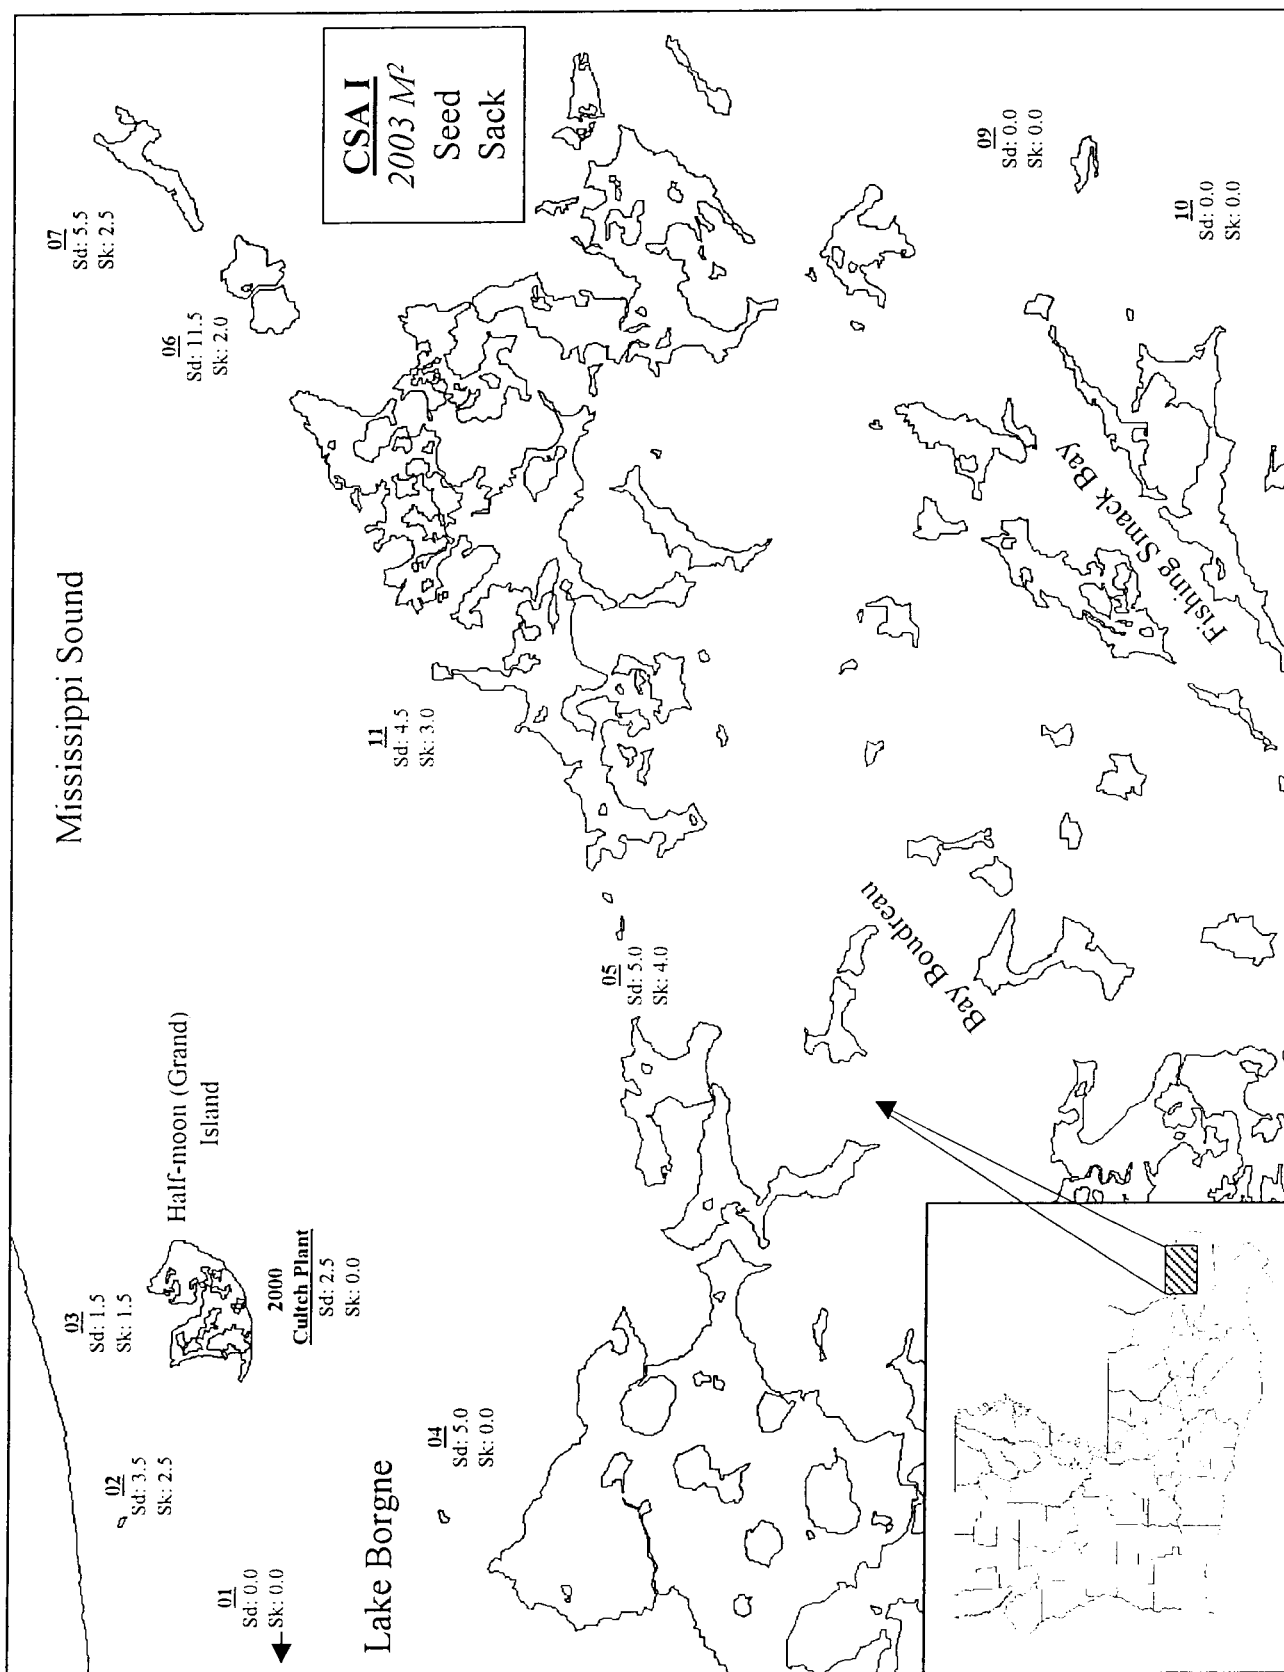 Mississippi Sound
07
Sd: 5.5
Sk: 2.5
06
Sd: 11.5
Sk: 2.0
CSA I
2003 M²
Seed
Sack
03
Sd: 1.5
Sk: 1.5
Half-moon (Grand)
Island
2000
Cultch Plant
Sd: 2.5
Sk: 0.0
02
Sd: 3.5
Sk: 2.5
01
Sd: 0.0
Sk: 0.0
Lake Borgne
04
Sd: 5.0
Sk: 0.0
11
Sd: 4.5
Sk: 3.0
05
Sd: 5.0
Sk: 4.0
Bay Boudreau
Fishing Smack Bay
09
Sd: 0.0
Sk: 0.0
10
Sd: 0.0
Sk: 0.0